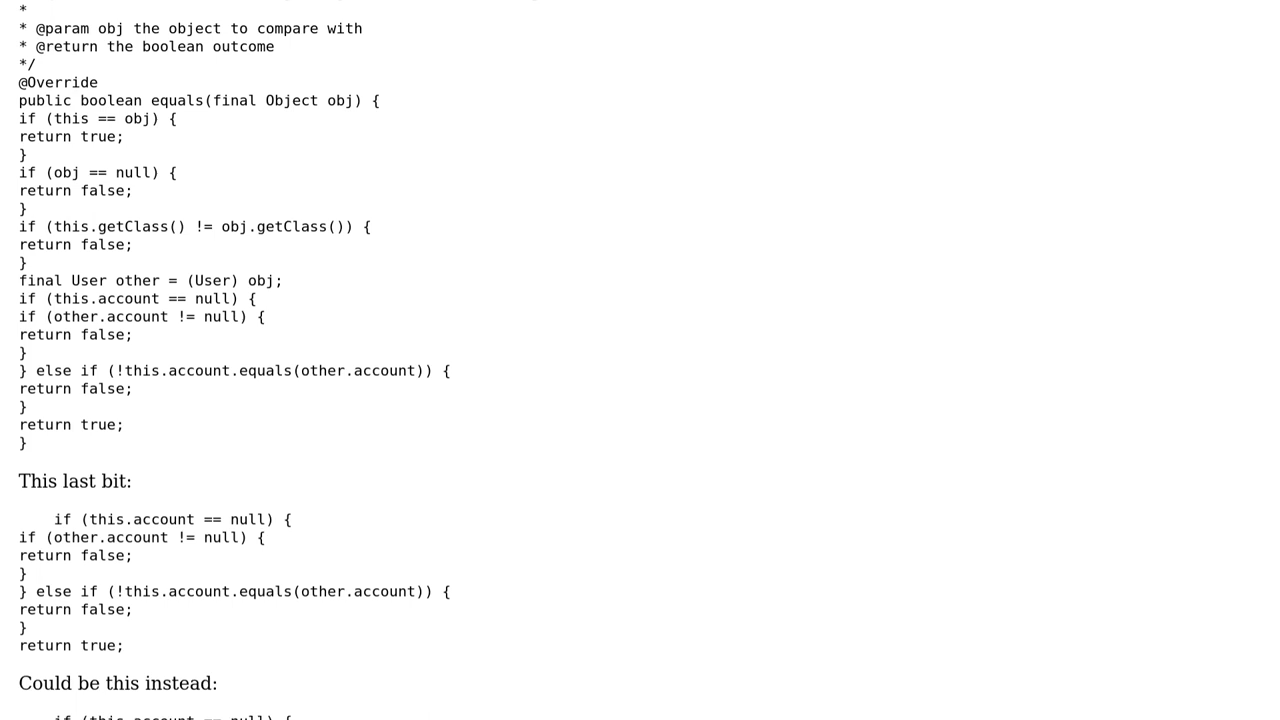 *
* @param obj the object to compare with
* @return the boolean outcome
*/
@Override
public boolean equals(final Object obj) {
if (this == obj) {
return true;
}
if (obj == null) {
return false;
}
if (this.getClass() != obj.getClass()) {
return false;
}
final User other = (User) obj;
if (this.account == null) {
if (other.account != null) {
return false;
}
} else if (!this.account.equals(other.account)) {
return false;
}
return true;
}
This last bit:
if (this.account == null) {
if (other.account != null) {
return false;
}
} else if (!this.account.equals(other.account)) {
return false;
}
return true;
Could be this instead:
if (this.account == null) {